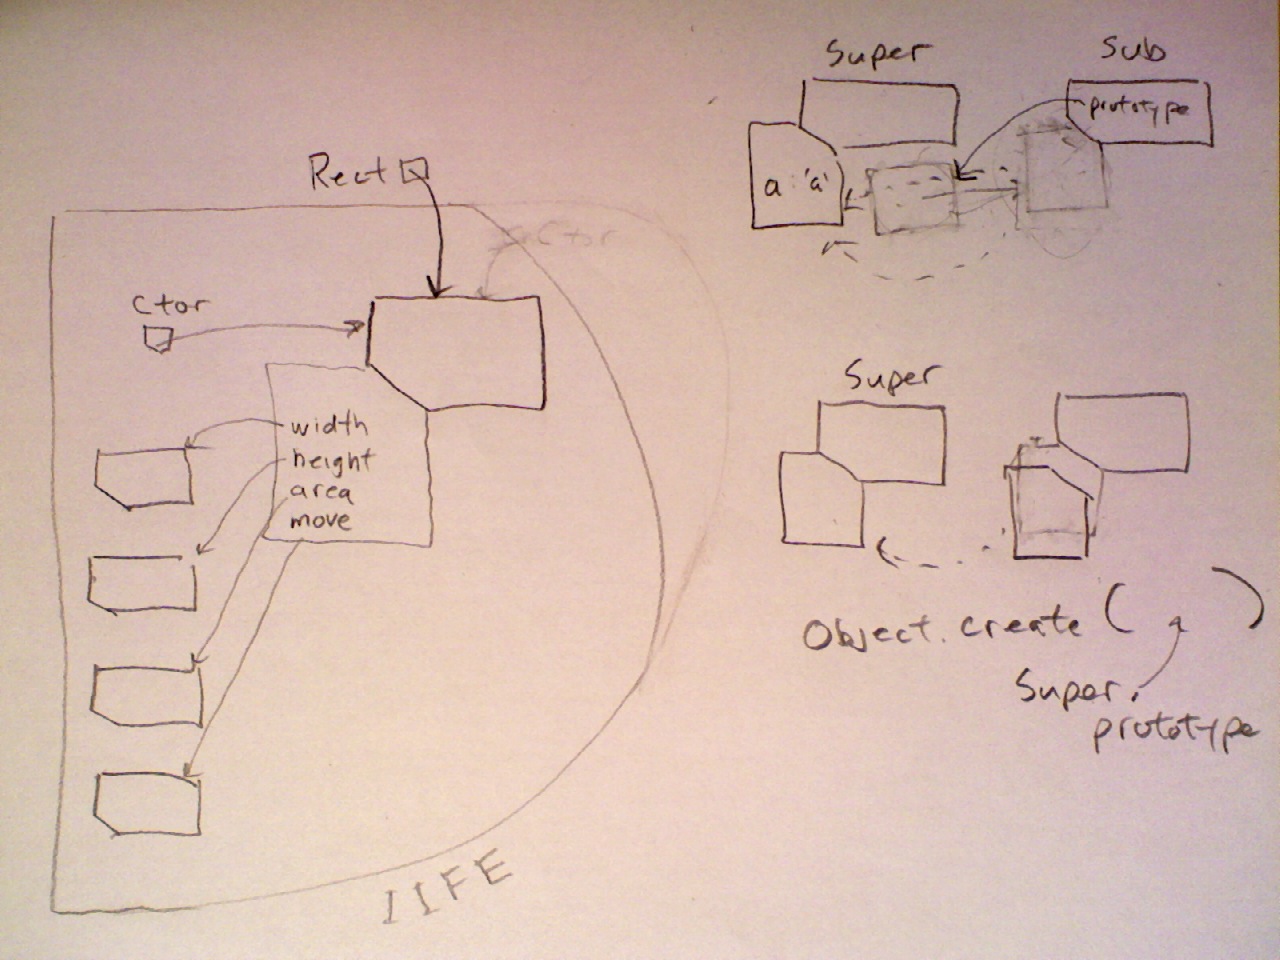 Super
Sub
prototype
a : 'a'
Rect
ctor
ctor
width
height
area
move
IIFE
Super
Object.create (   )
Super.
prototype